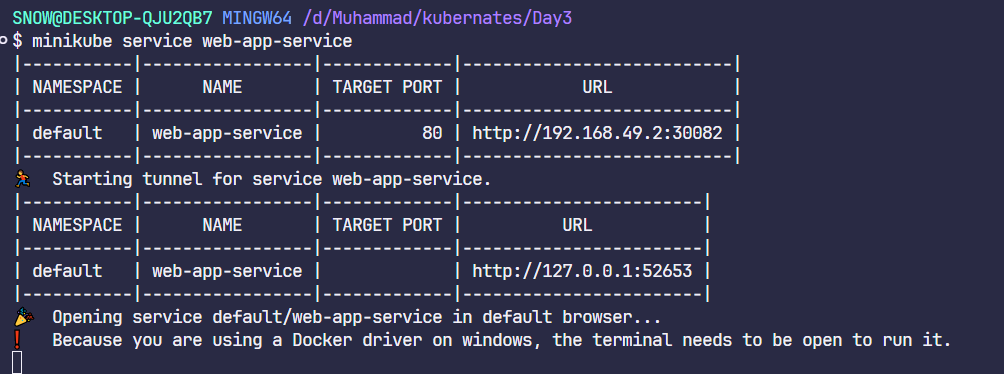 SNOW@DESKTOP-QJU2QB7 MINGW64 /d/Muhammad/kubernates/Day3
$ minikube service web-app-service
|-----------|-----------------|-------------|---------------------------|
| NAMESPACE |      NAME       | TARGET PORT |            URL            |
|-----------|-----------------|-------------|---------------------------|
| default   | web-app-service |          80 | http://192.168.49.2:30082 |
|-----------|-----------------|-------------|---------------------------|
🏃  Starting tunnel for service web-app-service.
|-----------|-----------------|-------------|------------------------|
| NAMESPACE |      NAME       | TARGET PORT |          URL           |
|-----------|-----------------|-------------|------------------------|
| default   | web-app-service |             | http://127.0.0.1:52653 |
|-----------|-----------------|-------------|------------------------|
🎉  Opening service default/web-app-service in default browser...
❗  Because you are using a Docker driver on windows, the terminal needs to be open to run it.